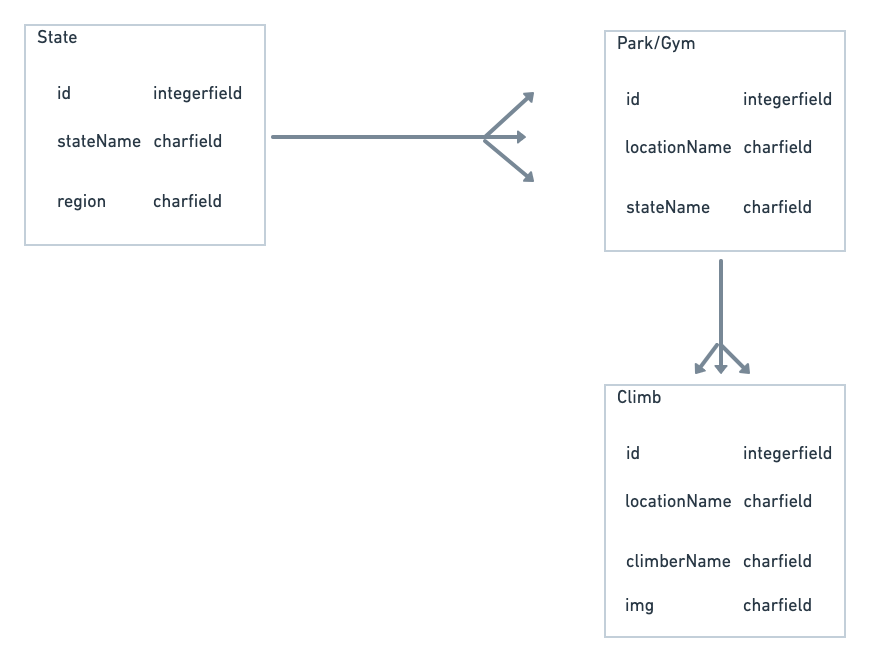 State
id integerfield
stateName charfield
region charfield
Park/Gym
id integerfield
locationName charfield
stateName charfield
Climb
id integerfield
locationName charfield
climberName charfield
img charfield